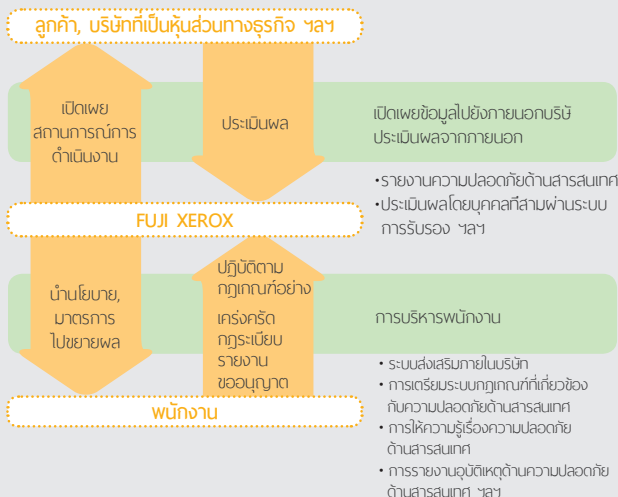 ลูกค้า, บริษัทที่เป็นหุ้นส่วนทางธุรกิจ ฯลฯ
เปิดเผย
สถานการณ์การ
ดำเนินงาน
ประเมินผล
เปิดเผยข้อมูลไปยังภายนอกบริษั
ประเมินผลจากภายนอก
•รายงานความปลอดภัยด้านสารสนเทศ
•ประเมินผลโดยบุคคลที่สามผ่านระบบ
การรับรอง ฯลฯ
FUJI XEROX
นำนโยบาย,
มาตรการ
ไปขยายผล
ปฏิบัติตาม
กฎเกณฑ์อย่าง
เคร่งครัด
กฎระเบียบ
รายงาน
ขออนุญาต
การบริหารพนักงาน
• ระบบส่งเสริมภายในบริษัท
• การเตรียมระบบกฎเกณฑ์ที่เกี่ยวข้อง
กับความปลอดภัยด้านสารสนเทศ
• การให้ความรู้เรื่องความปลอดภัย
ด้านสารสนเทศ
• การรายงานอุบัติเหตุด้านความปลอดภัย
ด้านสารสนเทศ ฯลฯ
พนักงาน